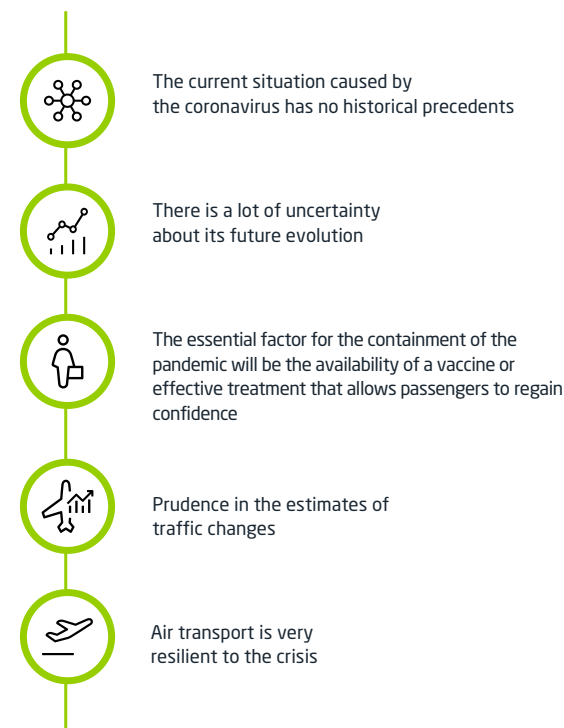 The current situation caused by
the coronavirus has no historical precedents
There is a lot of uncertainty
about its future evolution
The essential factor for the containment of the
pandemic will be the availability of a vaccine or
effective treatment that allows passengers to regain
confidence
Prudence in the estimates of
traffic changes
Air transport is very
resilient to the crisis